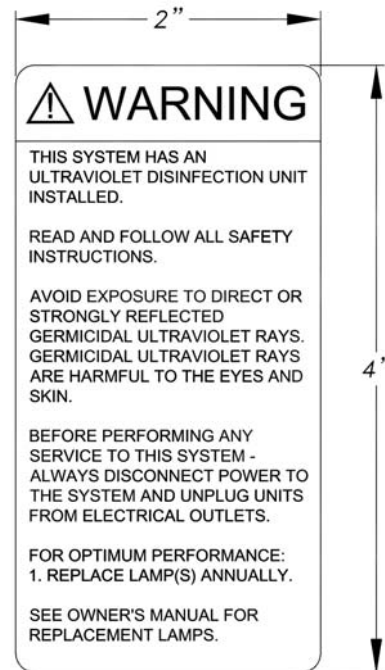 2”
⚠ WARNING
THIS SYSTEM HAS AN
ULTRAVIOLET DISINFECTION UNIT
INSTALLED.
READ AND FOLLOW ALL SAFETY
INSTRUCTIONS.
AVOID EXPOSURE TO DIRECT OR
STRONGLY REFLECTED
GERMICIDAL ULTRAVIOLET RAYS.
GERMICIDAL ULTRAVIOLET RAYS
ARE HARMFUL TO THE EYES AND
SKIN.
BEFORE PERFORMING ANY
SERVICE TO THIS SYSTEM -
ALWAYS DISCONNECT POWER TO
THE SYSTEM AND UNPLUG UNITS
FROM ELECTRICAL OUTLETS.
FOR OPTIMUM PERFORMANCE:
1. REPLACE LAMP(S) ANNUALLY.
SEE OWNER'S MANUAL FOR
REPLACEMENT LAMPS.
4”